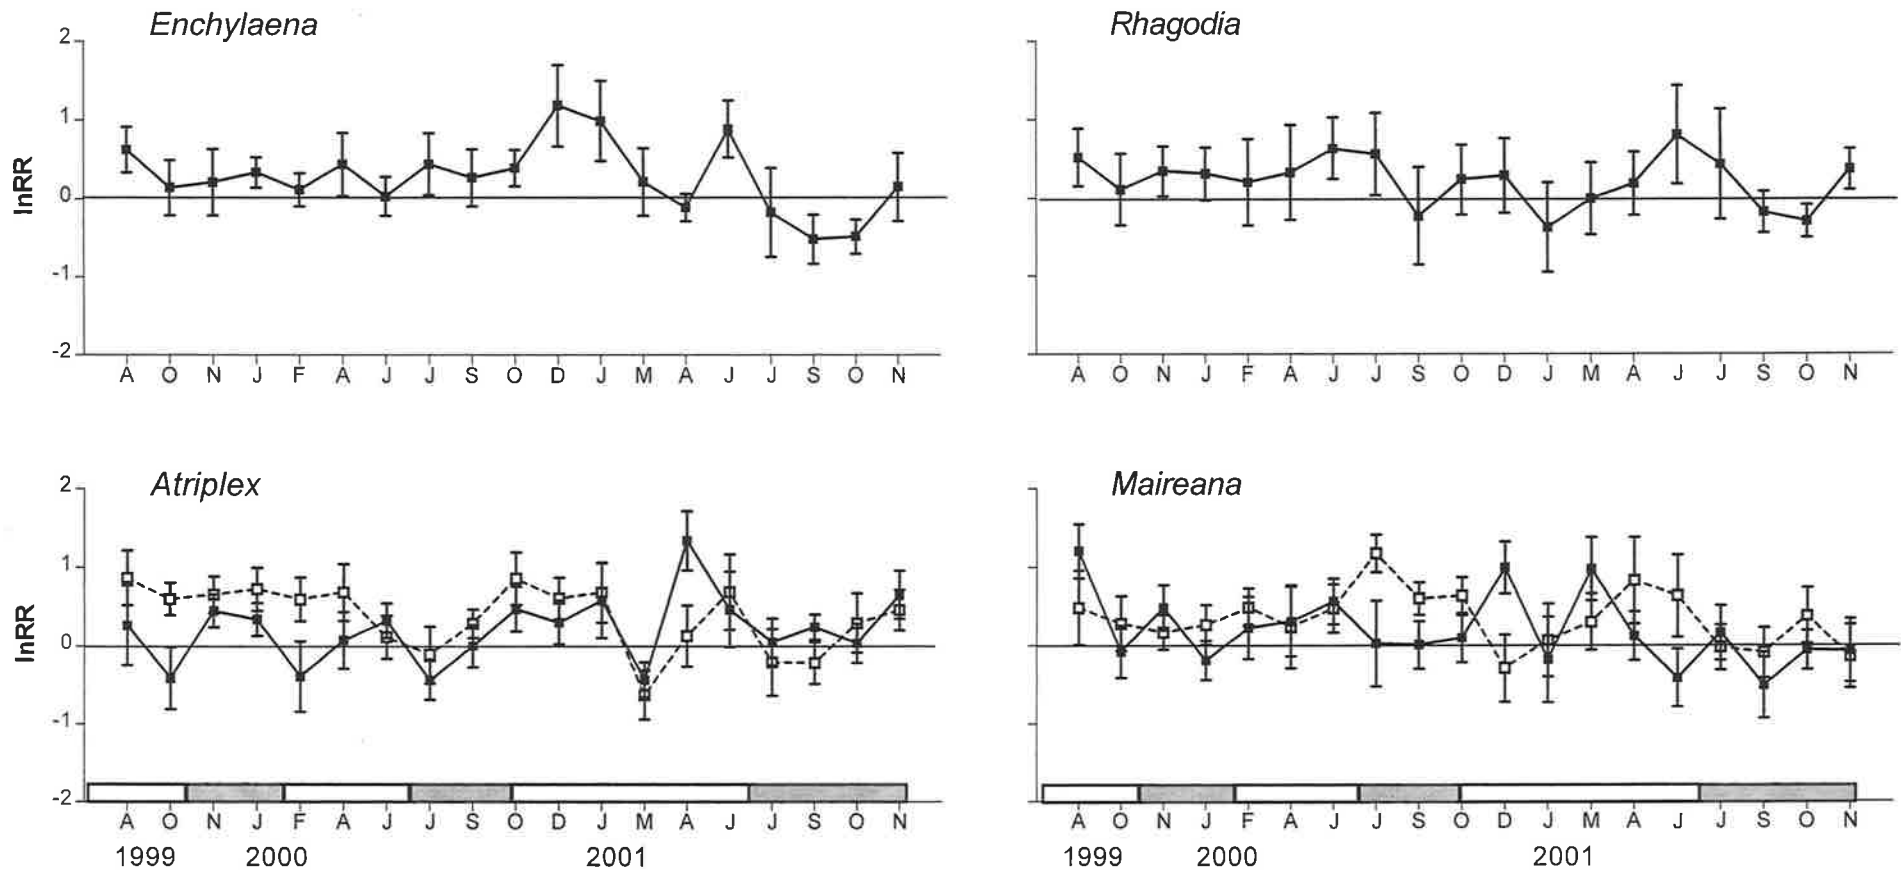 Enchylaena
Rhagodia
lnRR
2
1
0
-1
-2
A O N J F A J J S O D J M A J J S O N
A O N J F A J J S O D J M A J J S O N
Atriplex
Maireana
lnRR
2
1
0
-1
-2
A O N J F A J J S O D J M A J J S O N
1999 2000 2001
A O N J F A J J S O D J M A J J S O N
1999 2000 2001